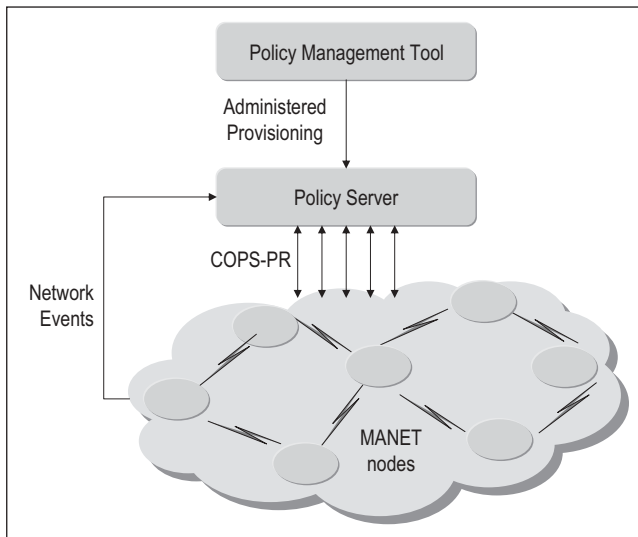 Policy Management Tool
Administered
Provisioning
Policy Server
COPS-PR
Network
Events
MANET
nodes